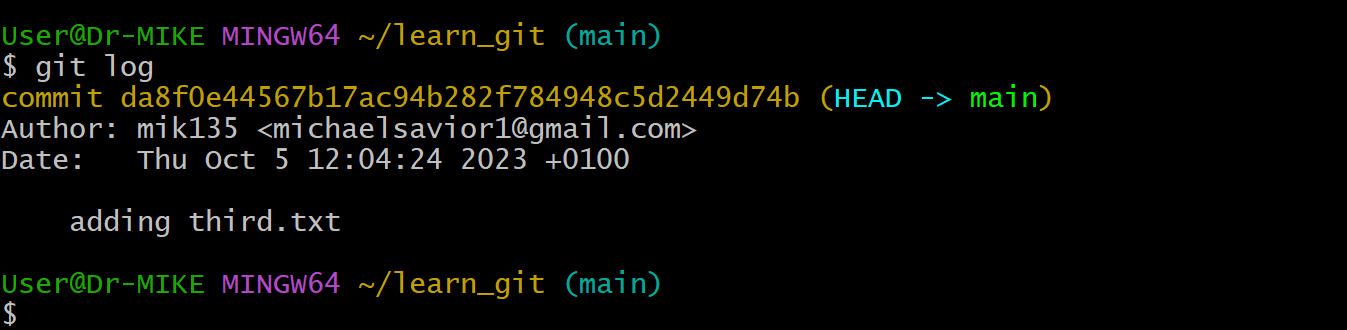 User@Dr-MIKE MINGW64 ~/learn_git (main)
$ git log
commit da8f0e44567b17ac94b282f784948c5d2449d74b (HEAD -> main)
Author: mik135 <michaelsavior1@gmail.com>
Date:   Thu Oct 5 12:04:24 2023 +0100
    adding third.txt
User@Dr-MIKE MINGW64 ~/learn_git (main)
$